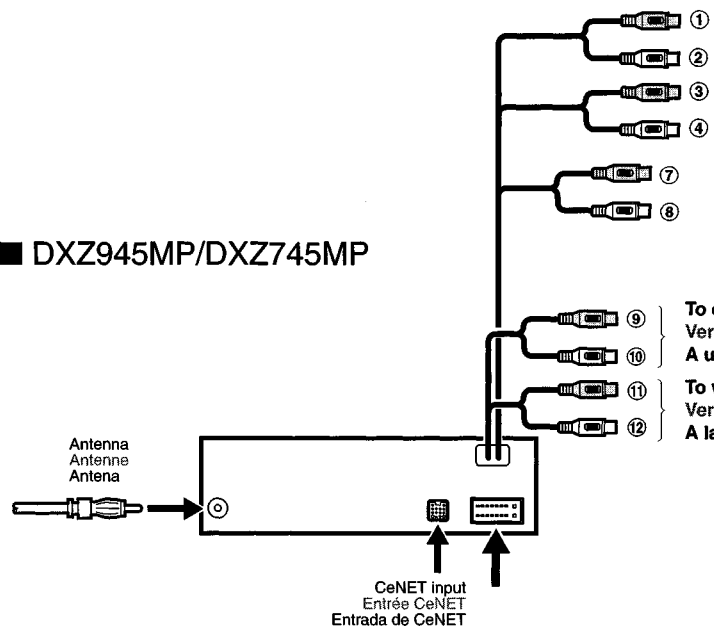 ①
②
③
④
⑦
⑧
■ DXZ945MP/DXZ745MP
⑨
⑩
To
Ver
A
⑪
⑫
To
Ver
A la
Antenna
Antenne
Antena
CeNET input
Entrée CeNET
Entrada de CeNET